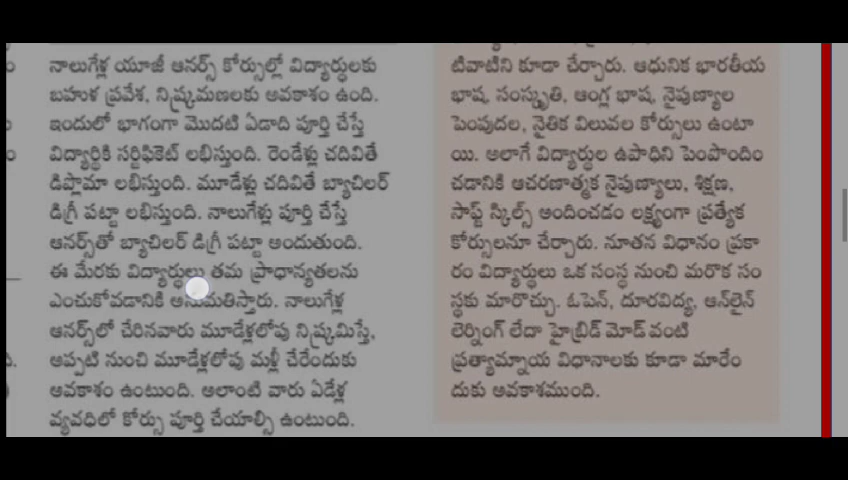 నాలుగేళ్ల యూజీ ఆనర్స్ కోర్సుల్లో విద్యార్థులకు
బహుళ ప్రవేశ, నిష్క్రమణలకు అవకాశం ఉంది.
ఇందులో భాగంగా మొదటి ఏడాది పూర్తి చేస్తే
విద్యార్థికి సర్టిఫికెట్ లభిస్తుంది. రెండేళ్లు చదివితే
డిప్లొమా లభిస్తుంది. మూడేళ్లు చదివితే బ్యాచిలర్
డిగ్రీ పట్టా లభిస్తుంది. నాలుగేళ్లు పూర్తి చేస్తే
ఆనర్స్‌తో బ్యాచిలర్ డిగ్రీ పట్టా అందుతుంది.
ఈ మేరకు విద్యార్థులు తమ ప్రాధాన్యతలను
ఎంచుకోవడానికి అనుమతిస్తారు. నాలుగేళ్ల
ఆనర్స్‌లో చేరినవారు మూడేళ్లలోపు నిష్క్రమిస్తే,
అప్పటి నుంచి మూడేళ్లలోపు మళ్లీ చేరేందుకు
అవకాశం ఉంటుంది. అలాంటి వారు ఏడేళ్ల
వ్యవధిలో కోర్సు పూర్తి చేయాల్సి ఉంటుంది.
టివాటిని కూడా చేర్చారు. ఆధునిక భారతీయ
భాష, సంస్కృతి, ఆంగ్ల భాష, నైపుణ్యాల
పెంపుదల, నైతిక విలువల కోర్సులు ఉంటా
యి. అలాగే విద్యార్థుల ఉపాధిని పెంపొందిం
చడానికి ఆచరణాత్మక నైపుణ్యాలు, శిక్షణ,
సాఫ్ట్ స్కిల్స్ అందించడం లక్ష్యంగా ప్రత్యేక
కోర్సులనూ చేర్చారు. నూతన విధానం ప్రకా
రం విద్యార్థులు ఒక సంస్థ నుంచి మరొక సం
స్థకు మారొచ్చు. ఓపెన్, దూరవిద్య, ఆన్‌లైన్
లెర్నింగ్ లేదా హైబ్రిడ్ మోడ్ వంటి
ప్రత్యామ్నాయ విధానాలకు కూడా మారేం
దుకు అవకాశముంది.